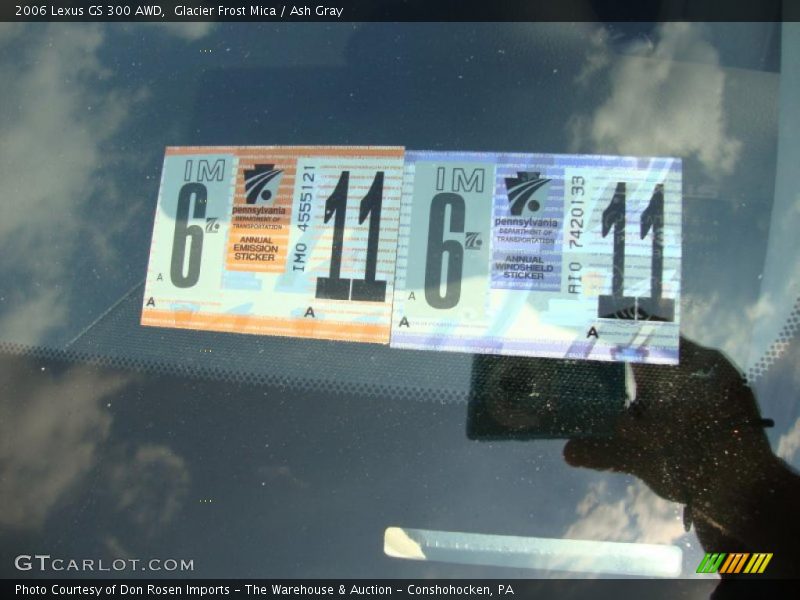 2006 Lexus GS 300 AWD,  Glacier Frost Mica / Ash Gray
IM
6
pennsylvania
DEPARTMENT OF
TRANSPORTATION
ANNUAL
EMISSION
STICKER
IM0 4555121
11
A
A
A
IM
6
pennsylvania
DEPARTMENT OF
TRANSPORTATION
ANNUAL
WINDSHIELD
STICKER
AI0 7420133
11
A
A
A
GTCARLOT.COM
Photo Courtesy of Don Rosen Imports – The Warehouse & Auction – Conshohocken, PA